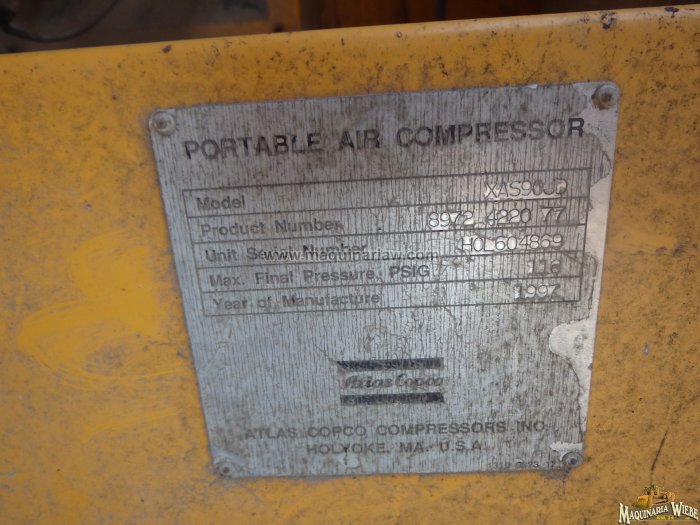 PORTABLE AIR COMPRESSOR
Model XAS90JD
Product Number 8972 4220 77
Unit Serial Number HOL604869
www.maquinariaw.com
Max. Final Pressure, PSIG 116
Year of Manufacture 1997
Atlas Copco
ATLAS COPCO COMPRESSORS INC.
HOLYOKE, MA. U.S.A.
MAQUINARIA WIEBE